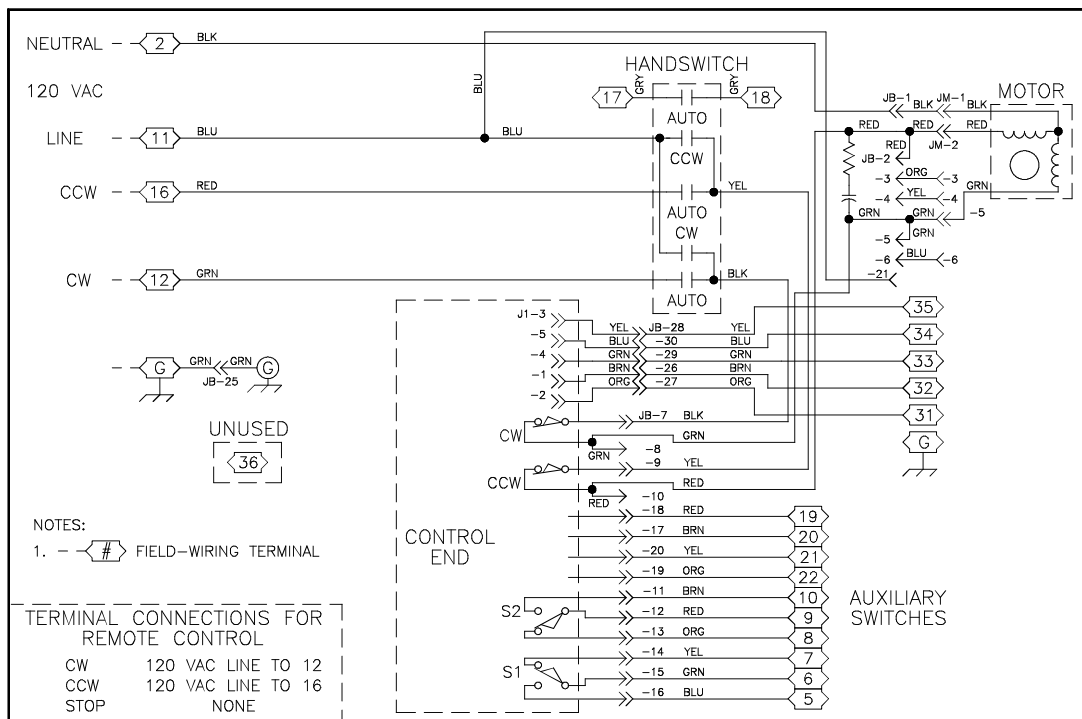 NEUTRAL 2 BLK
120 VAC
LINE 11 BLU BLU
BLU
CCW 16 RED
CW 12 GRN
G GRN GRN G
JB-25
UNUSED
36
HANDSWITCH
17 GRY GRY 18
AUTO
CCW
YEL
AUTO
CW
BLK
AUTO
MOTOR
JB-1 JM-1
BLK BLK
RED RED RED
RED JM-2
JB-2
-3 ORG -3
-4 YEL -4
GRN GRN GRN
-5
GRN
-5
-6 BLU -6
-21
J1-3 YEL JB-28 YEL 35
-5 BLU -30 BLU 34
-4 GRN -29 GRN 33
-1 BRN -26 BRN 32
-2 ORG -27 ORG 31
G
CW JB-7 BLK
GRN
GRN -8
CCW -9 YEL
RED
RED -10
CONTROL
END
-18 RED 19
-17 BRN 20
-20 YEL 21
-19 ORG 22
-11 BRN 10
S2 -12 RED 9
-13 ORG 8
-14 YEL 7
S1 -15 GRN 6
-16 BLU 5
AUXILIARY
SWITCHES
NOTES:
1. # FIELD-WIRING TERMINAL
TERMINAL CONNECTIONS FOR
REMOTE CONTROL
CW 120 VAC LINE TO 12
CCW 120 VAC LINE TO 16
STOP NONE